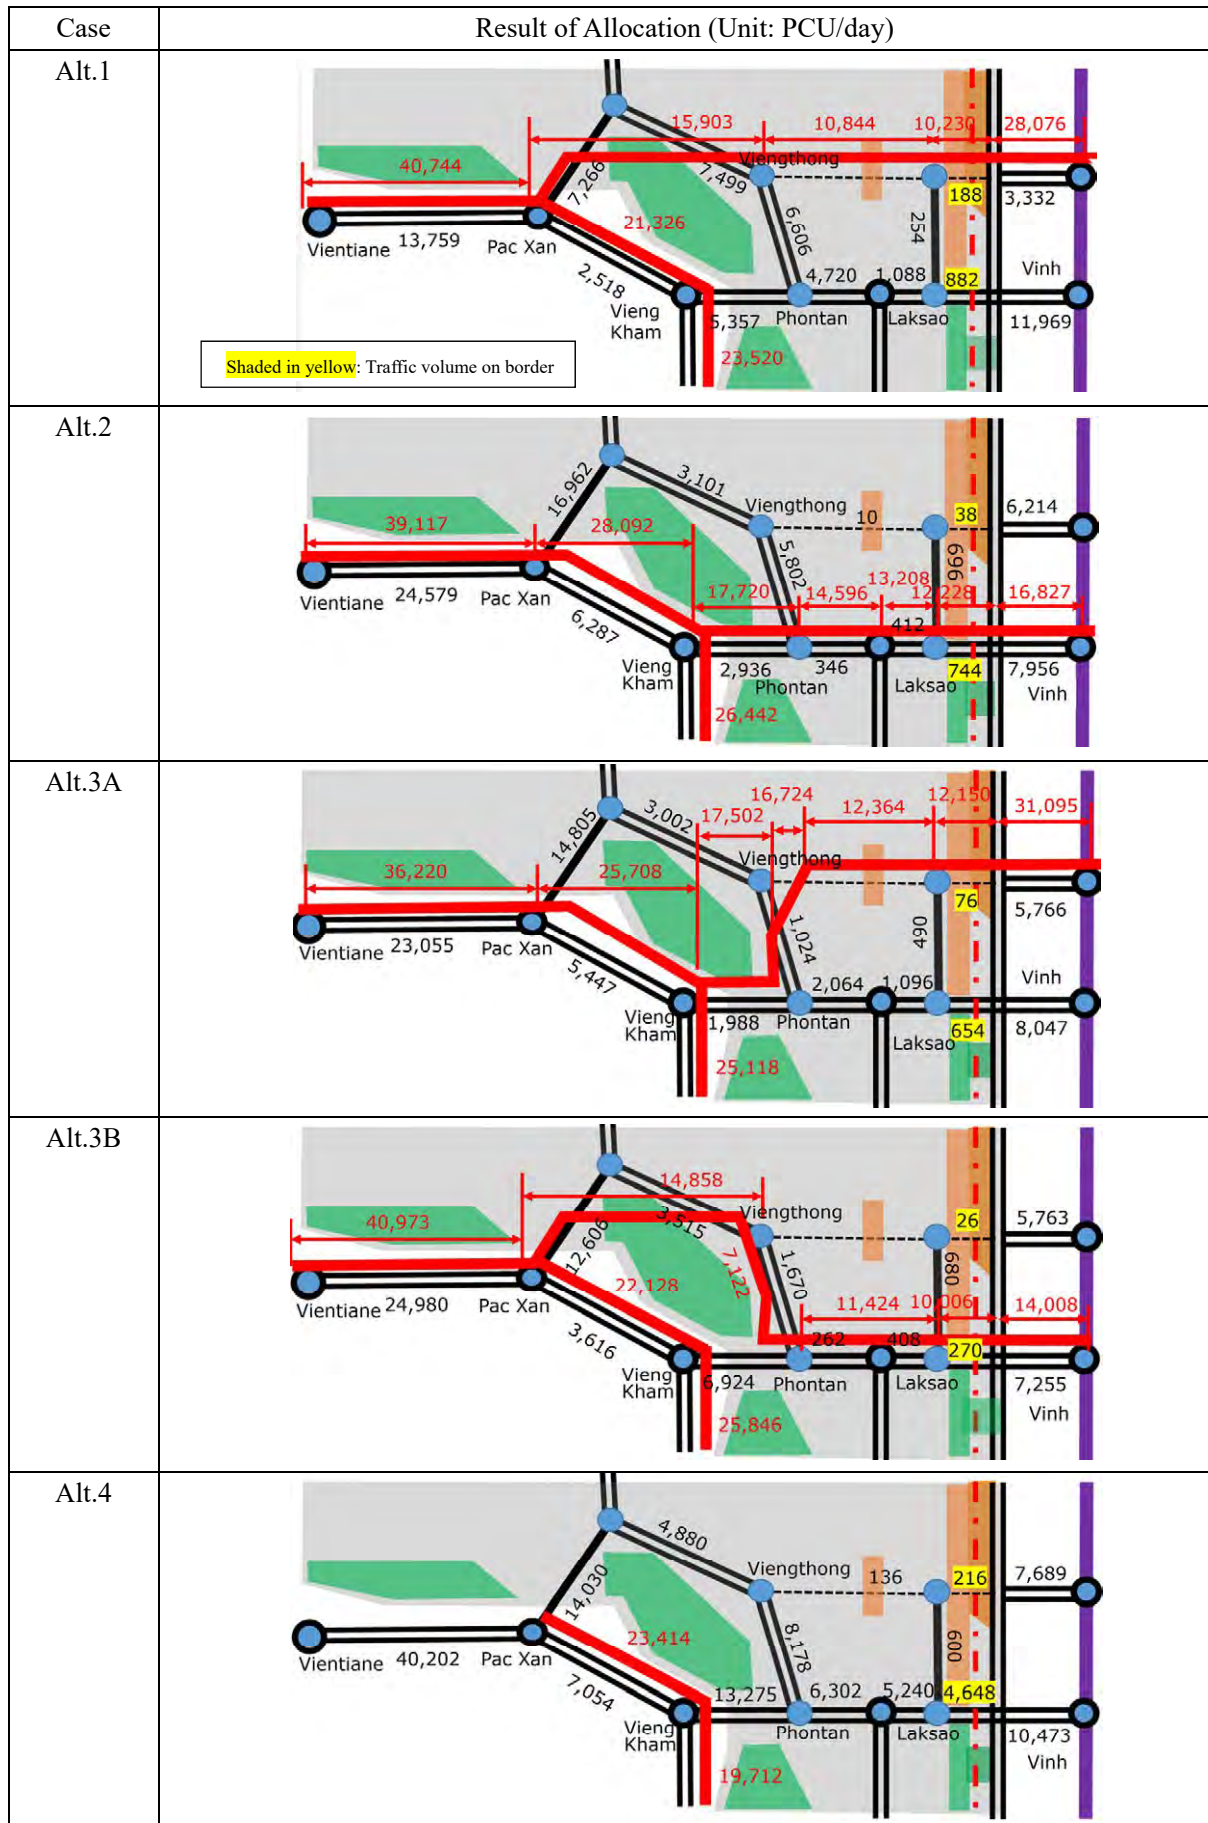 Case Result of Allocation (Unit: PCU/day)
Alt.1
15,903 10,844 10,230 28,076
40,744 7,266 7,499 Viengthong
21,326 6,606 254 188 3,332
Vientiane 13,759 Pac Xan
2,518 4,720 1,088 882 Vinh
Vieng Kham 5,357 Phontan Laksao 11,969
23,520
Shaded in yellow: Traffic volume on border
Alt.2
16,962 3,101 Viengthong 10 38 6,214
39,117 28,092
5,802 13,208 696
17,720 14,596 12,228 16,827
Vientiane 24,579 Pac Xan
6,287 412
Vieng Kham 2,936 346 Laksao 744 7,956
Phontan Vinh
26,442
Alt.3A
16,724 12,364 12,150 31,095
14,805 3,002 17,502
Viengthong
36,220 25,708
76 5,766
Vientiane 23,055 Pac Xan 1,024 490
5,447 2,064 1,096 Vinh
Vieng Kham 1,988 Phontan Laksao 654 8,047
25,118
Alt.3B
14,858
40,973 12,606 3,515 Viengthong 26 5,763
22,128 7,122 1,670 680
Vientiane 24,980 Pac Xan 11,424 10,006 14,008
3,616 262 408 270
Vieng Kham 6,924 Phontan Laksao 7,255
Vinh
25,846
Alt.4
4,880
Viengthong 136 216 7,689
14,030
23,414 8,178 600
Vientiane 40,202 Pac Xan
7,054 13,275 6,302 5,240 4,648
Vieng Kham Phontan Laksao 10,473
Vinh
19,712